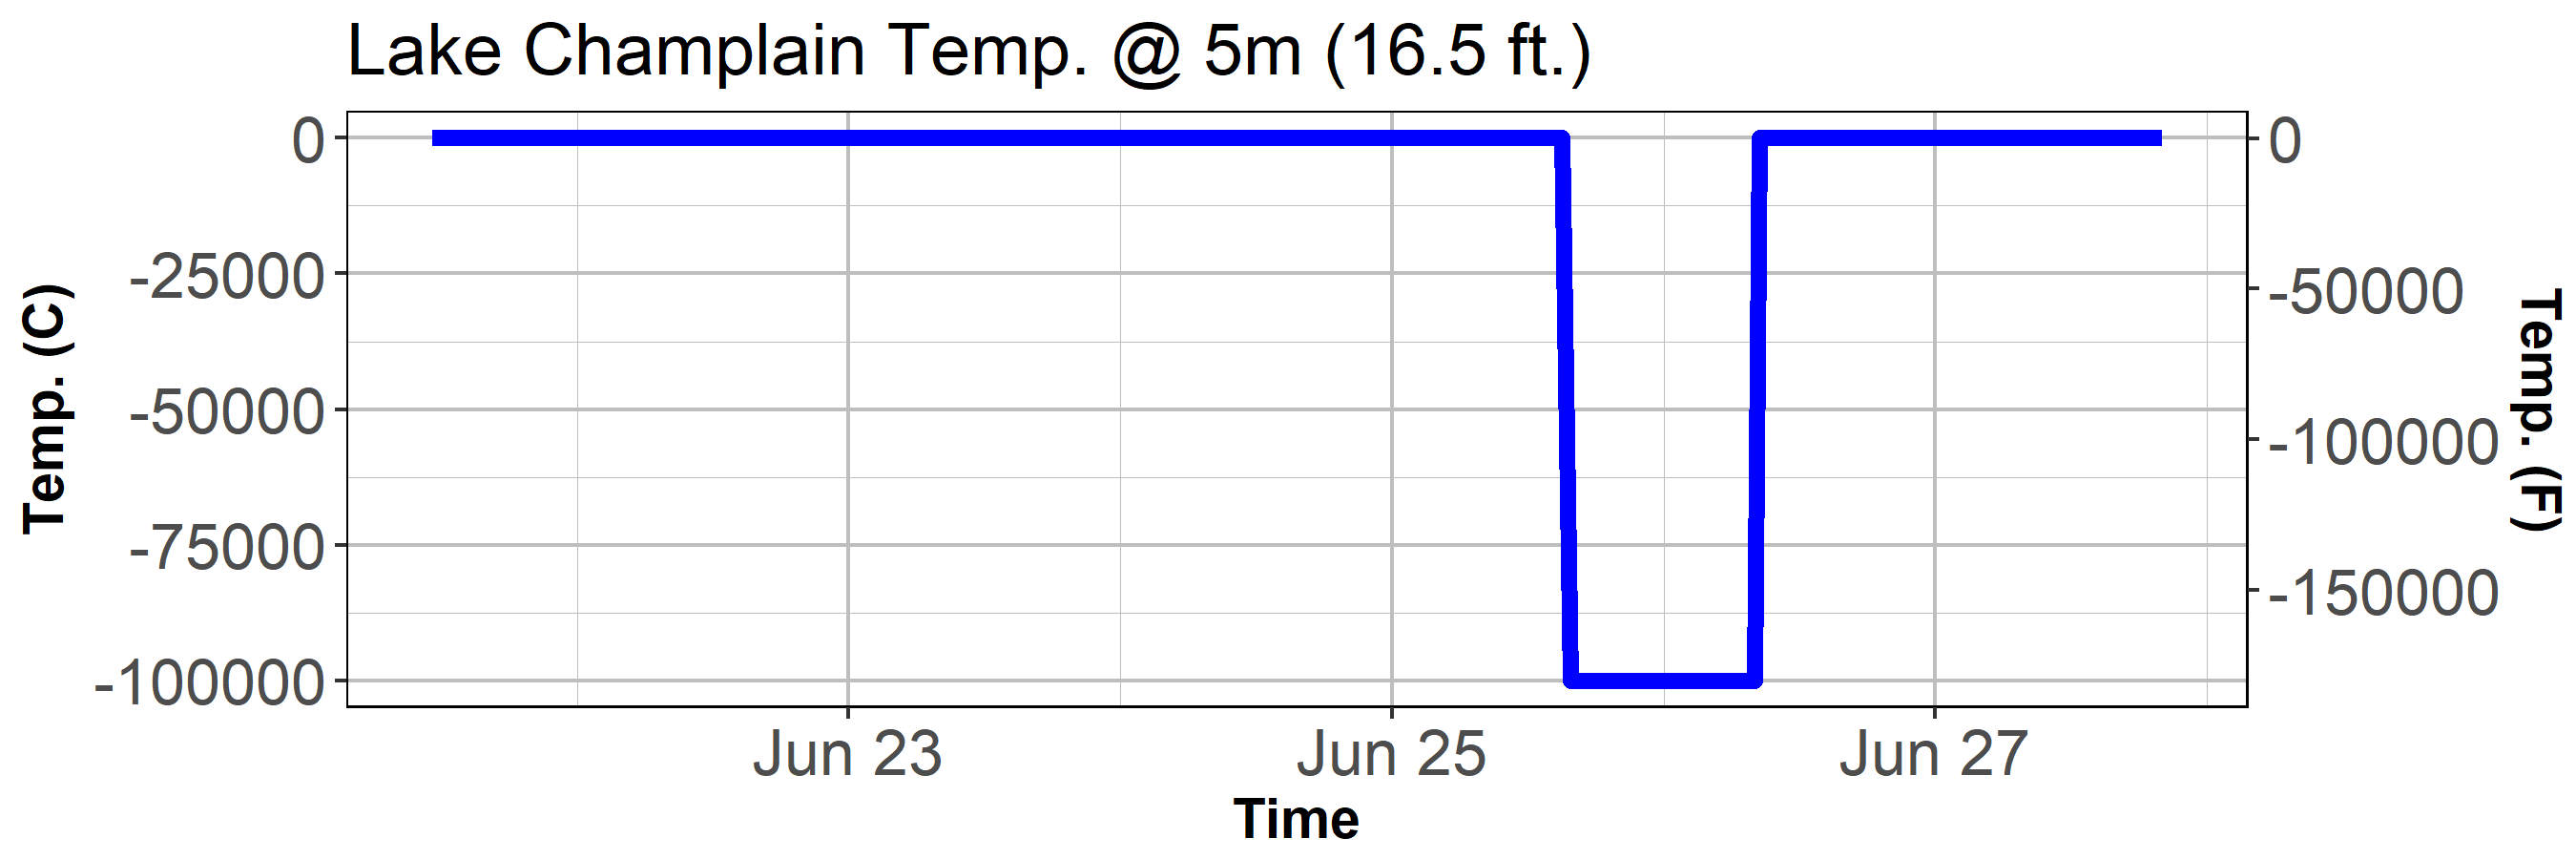 Lake Champlain Temp. @ 5m (16.5 ft.)
Temp. (C)
0
-25000
-50000
-75000
-100000
0
-50000
-100000
-150000
Temp. (F)
Jun 23
Jun 25
Jun 27
Time